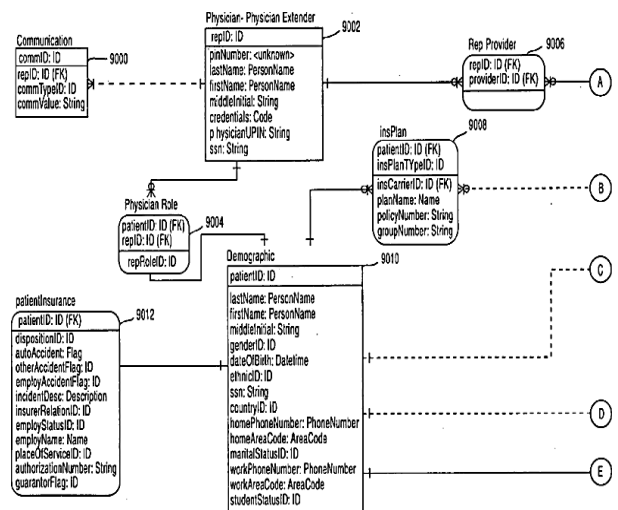 Physician- Physician Extender
9002
repID: ID
pinNumber: <unknown>
lastName: PersonName
firstName: PersonName
middleInitial: String
credentials: Code
physicianUPIN: String
ssn: String
Communication
9000
commID: ID
repID: ID (FK)
commTypeID: ID
commValue: String
Rep Provider
9006
repID: ID (FK)
providerID: ID (FK)
A
9008
insPlan
patientID: ID (FK)
insPlanTYpeID: ID
insCarrierID: ID (FK)
planName: Name
policyNumber: String
groupNumber: String
B
Physician Role
9004
patientID: ID (FK)
repID: ID (FK)
repRoleID: ID
Demographic
9010
patientID: ID
lastName: PersonName
firstName: PersonName
middleInitial: String
genderID: ID
dateOfBirth: Datetime
ethnicID: ID
ssn: String
countryID: ID
homePhoneNumber: PhoneNumber
homeAreaCode: AreaCode
maritalStatusID: ID
workPhoneNumber: PhoneNumber
workAreaCode: AreaCode
studentStatusID: ID
C
D
E
patientInsurance
9012
patientID: ID (FK)
dispositionID: ID
autoAccident: Flag
otherAccidentFlag: ID
employAccidentFlag: ID
incidentDesc: Description
insurerRelationID: ID
employStatusID: ID
employName: Name
placeOfServiceID: ID
authorizationNumber: String
guarantorFlag: ID